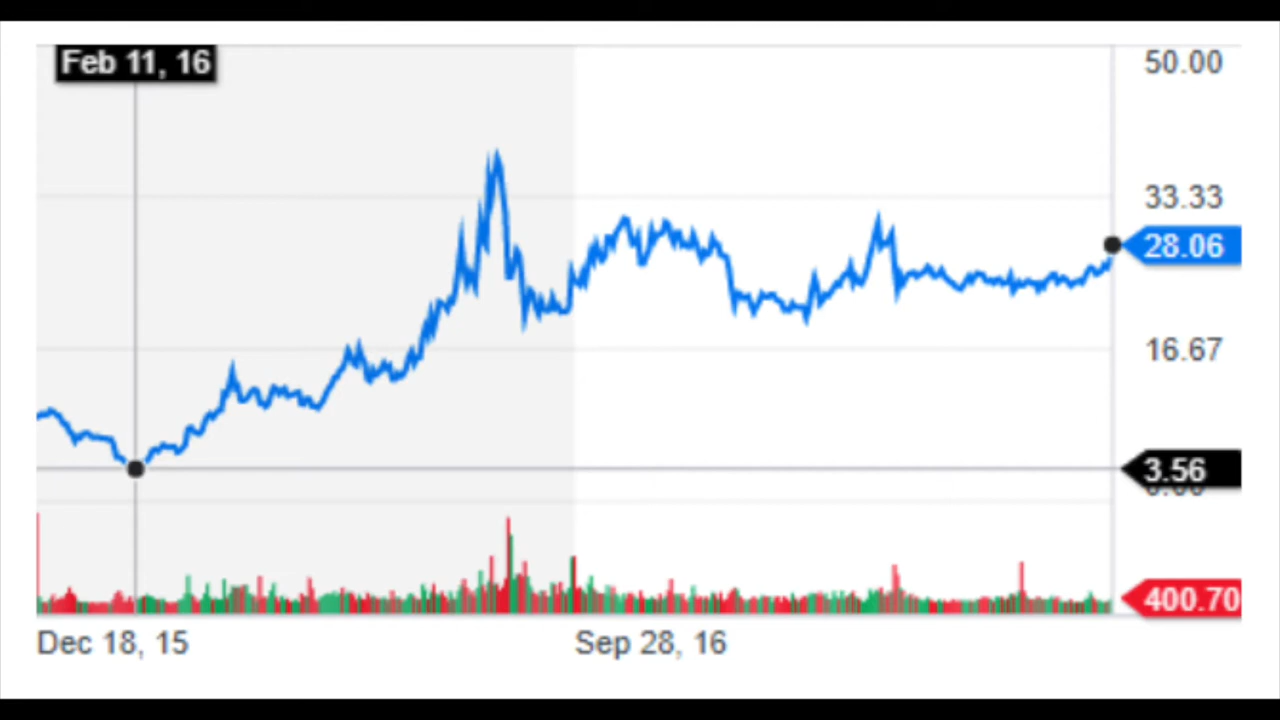 Feb 11, 16
50.00
33.33
28.06
16.67
3.56
400.70
Dec 18, 15
Sep 28, 16